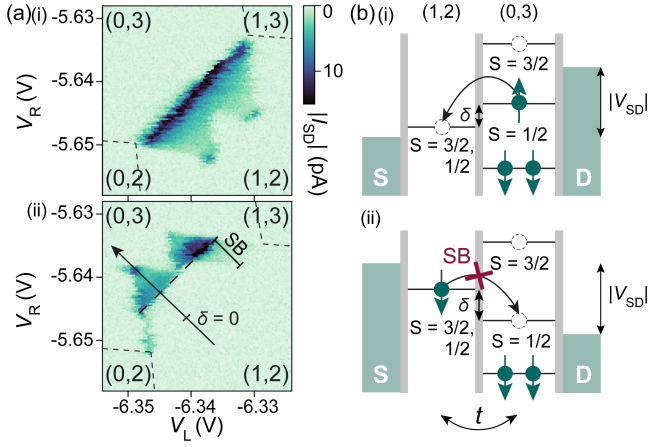 (a)(i)
-5.63
-5.64
-5.65
V_R (V)
(0,3)
(1,3)
(0,2)
(1,2)
0
10
|I_SD| (pA)
(ii)
-5.63
-5.64
-5.65
V_R (V)
(0,3)
(1,3)
SB
δ = 0
(0,2)
(1,2)
-6.35
-6.34
-6.33
V_L (V)
(b)(i)
(1,2)
(0,3)
S = 3/2
δ
S = 1/2
S = 3/2,
1/2
|V_SD|
S
D
(ii)
SB
S = 3/2
δ
S = 1/2
S = 3/2,
1/2
|V_SD|
S
D
t